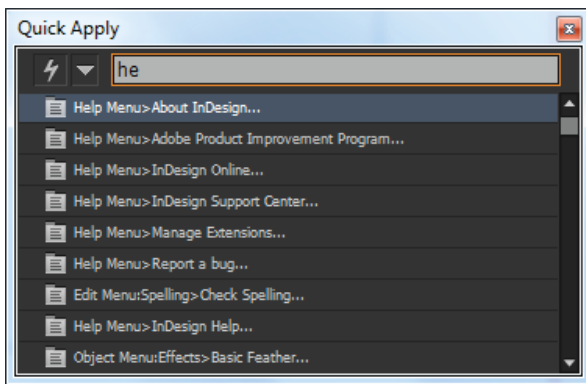 Quick Apply
he
Help Menu>About InDesign...
Help Menu>Adobe Product Improvement Program...
Help Menu>InDesign Online...
Help Menu>InDesign Support Center...
Help Menu>Manage Extensions...
Help Menu>Report a bug...
Edit Menu:Spelling>Check Spelling...
Help Menu>InDesign Help...
Object Menu:Effects>Basic Feather...